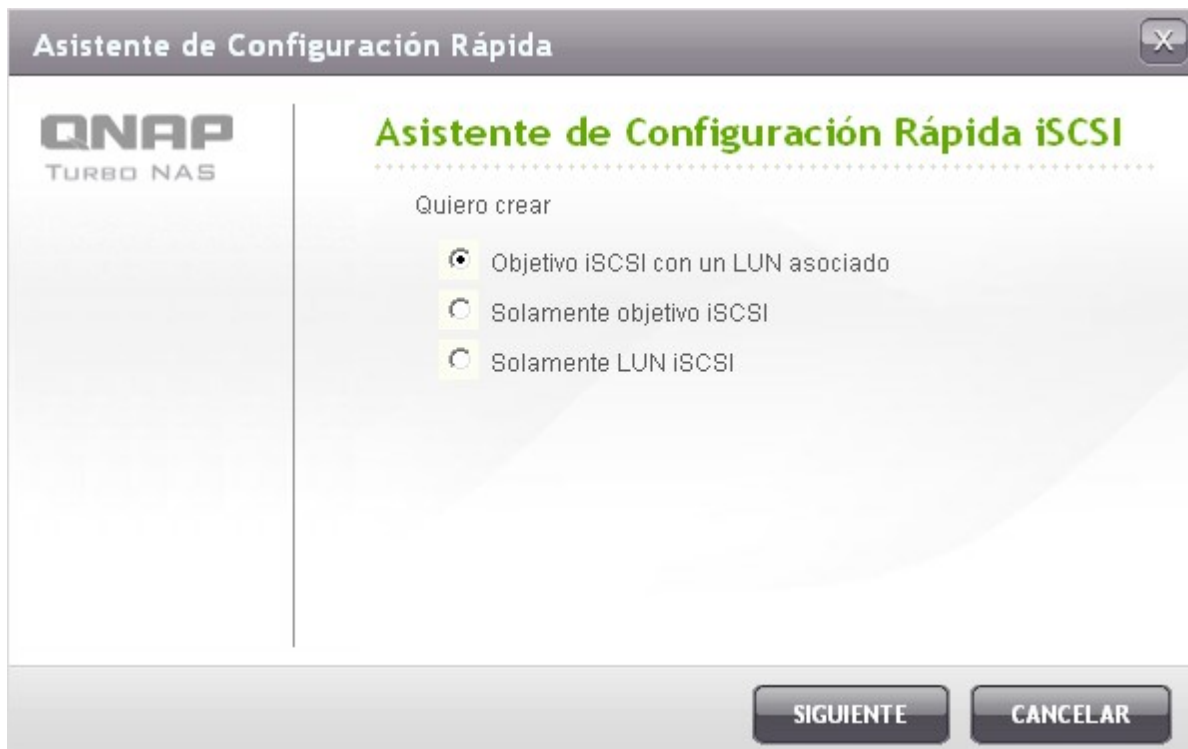 Asistente de Configuración Rápida
X
QNAP
TURBO NAS
Asistente de Configuración Rápida iSCSI
Quiero crear
Objetivo iSCSI con un LUN asociado
Solamente objetivo iSCSI
Solamente LUN iSCSI
SIGUIENTE
CANCELAR